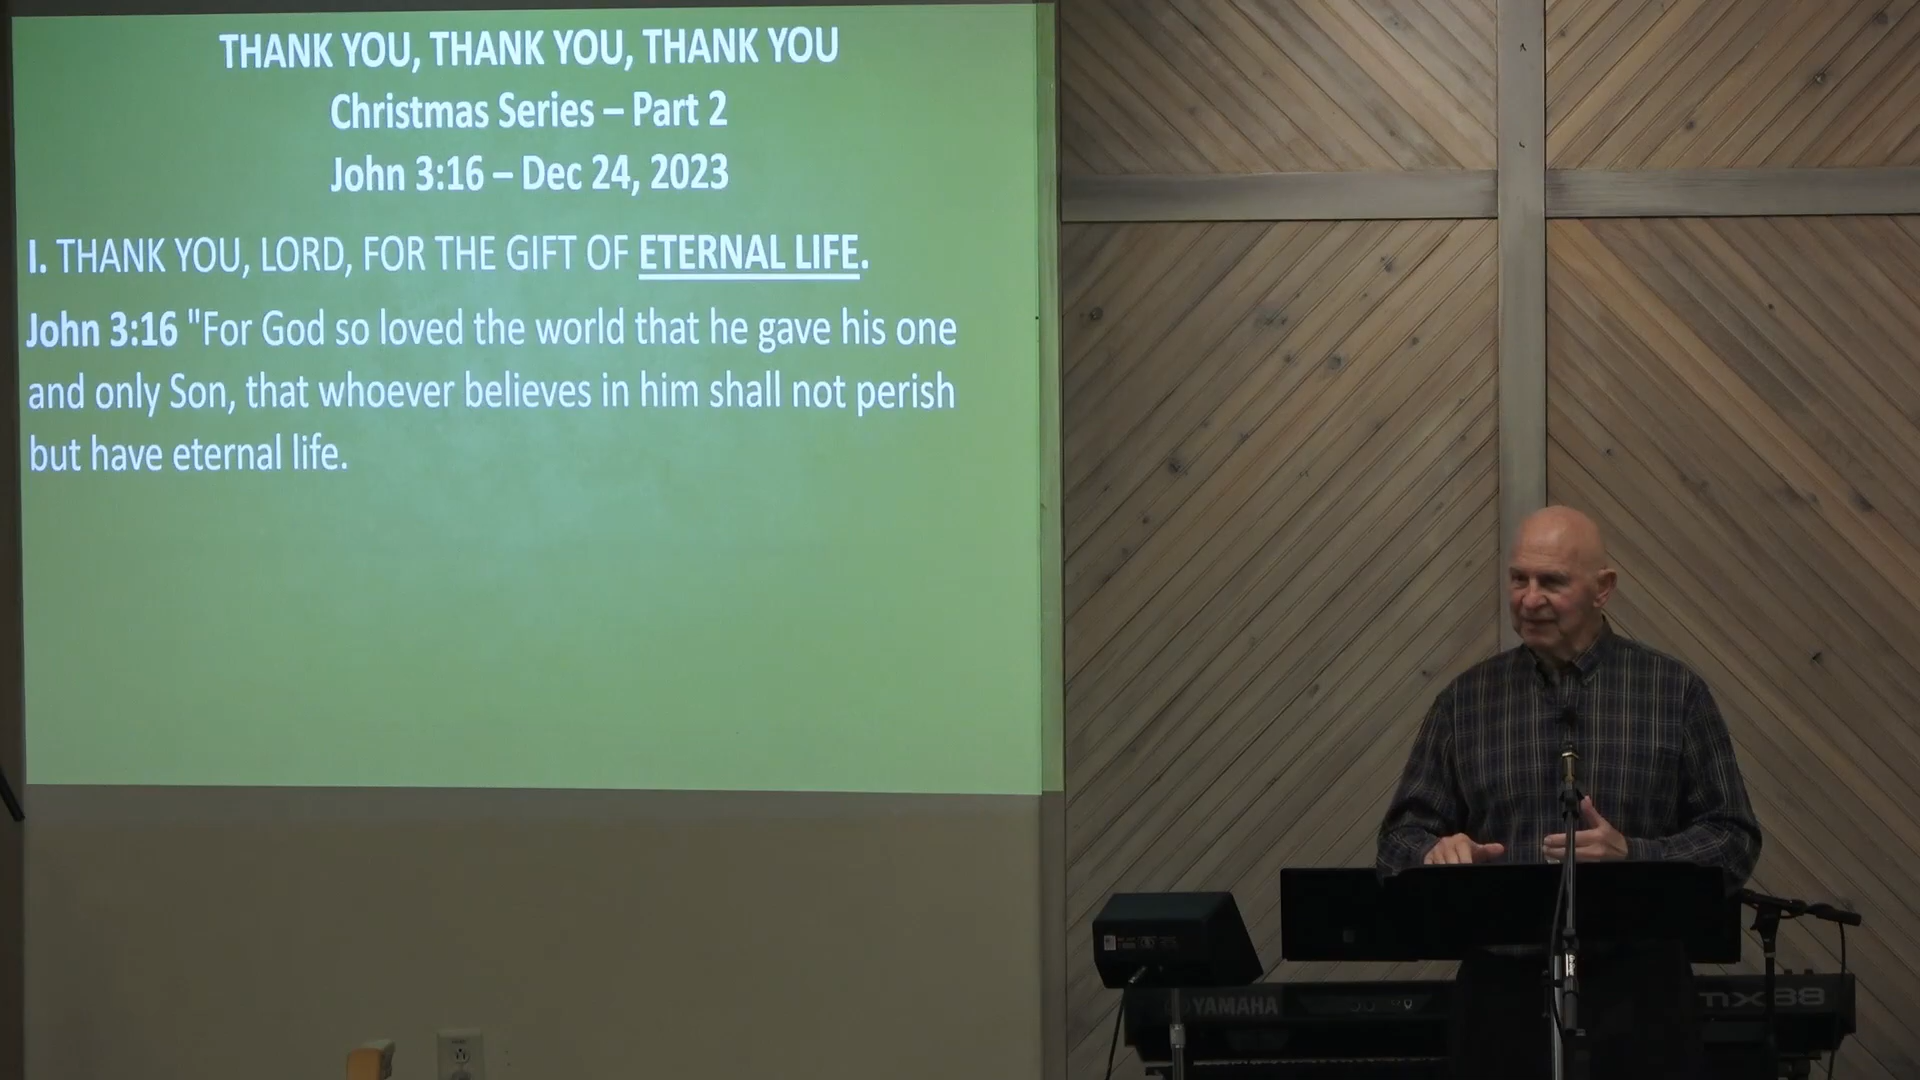 THANK YOU, THANK YOU, THANK YOU
Christmas Series – Part 2
John 3:16 – Dec 24, 2023
I. THANK YOU, LORD, FOR THE GIFT OF ETERNAL LIFE.
John 3:16 "For God so loved the world that he gave his one
and only Son, that whoever believes in him shall not perish
but have eternal life.
YAMAHA